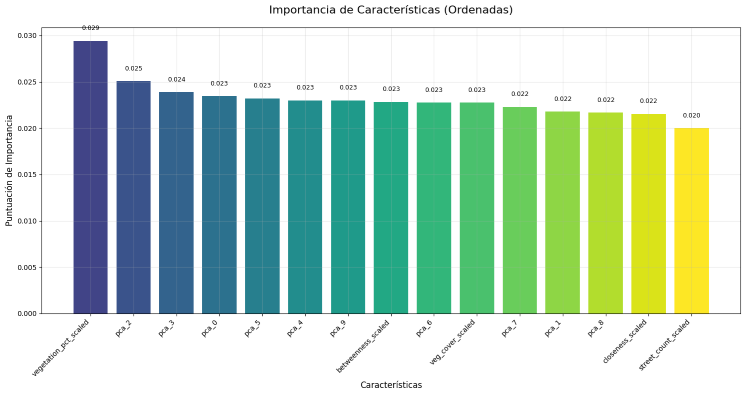 Importancia de Características (Ordenadas)
0.029
0.025
0.024
0.023
0.023
0.023
0.023
0.023
0.023
0.023
0.022
0.022
0.022
0.022
0.020
0.030
0.025
0.020
0.015
0.010
0.005
0.000
Puntuación de Importancia
vegetation_pct_scaled
pca_2
pca_3
pca_0
pca_5
pca_4
pca_9
betweenness_scaled
pca_6
veg_cover_scaled
pca_7
pca_1
pca_8
closeness_scaled
street_count_scaled
Características